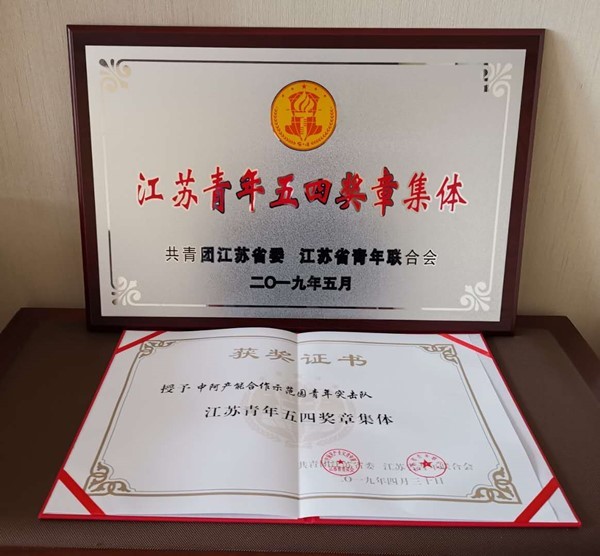 江苏青年五四奖章集体
共青团江苏省委 江苏省青年联合会
二〇一九年五月
获奖证书
授予 中阿产能合作示范园青年突击队
江苏青年五四奖章集体
共青团江苏省委 江苏省青年联合会
二〇一九年四月三十日